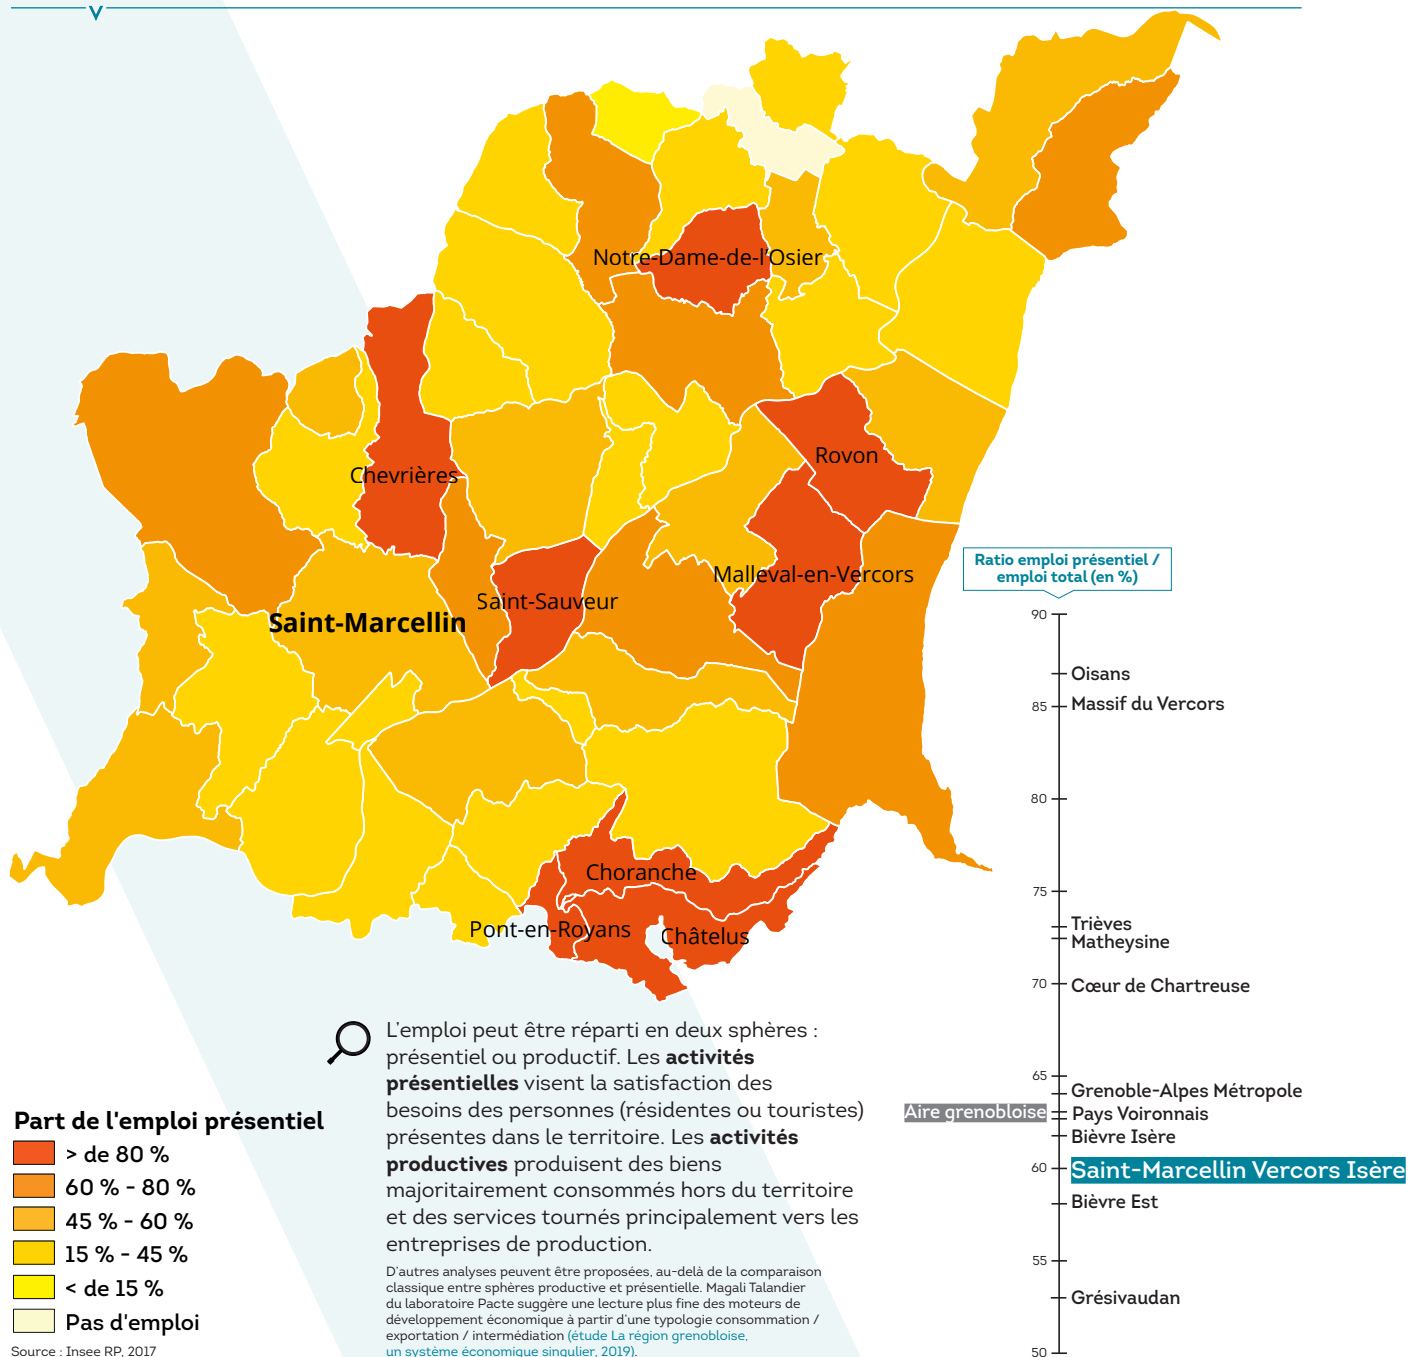 Notre-Dame-de-l'Osier
Chevrières
Rovon
Malleval-en-Vercors
Saint-Sauveur
Saint-Marcellin
Choranche
Pont-en-Royans
Châtelus
Ratio emploi présentiel /
emploi total (en %)
90
Oisans
85
Massif du Vercors
80
75
Trièves
Matheysine
70
Cœur de Chartreuse
65
Grenoble-Alpes Métropole
Aire grenobloise
Pays Voironnais
Bièvre Isère
60
Saint-Marcellin Vercors Isère
Bièvre Est
55
Grésivaudan
50
Part de l'emploi présentiel
> de 80 %
60 % - 80 %
45 % - 60 %
15 % - 45 %
< de 15 %
Pas d'emploi
Source : Insee RP, 2017
L'emploi peut être réparti en deux sphères :
présentiel ou productif. Les activités
présentielles visent la satisfaction des
besoins des personnes (résidentes ou touristes)
présentes dans le territoire. Les activités
productives produisent des biens
majoritairement consommés hors du territoire
et des services tournés principalement vers les
entreprises de production.
D'autres analyses peuvent être proposées, au-delà de la comparaison
classique entre sphères productive et présentielle. Magali Talandier
du laboratoire Pacte suggère une lecture plus fine des moteurs de
développement économique à partir d'une typologie consommation /
exportation / intermédiation (étude La région grenobloise,
un système économique singulier, 2019).